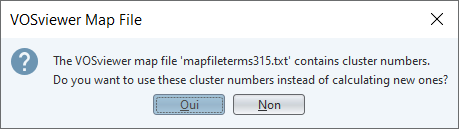 VOSviewer Map File
The VOSviewer map file 'mapfileterms315.txt' contains cluster numbers.
Do you want to use these cluster numbers instead of calculating new ones?
Oui Non